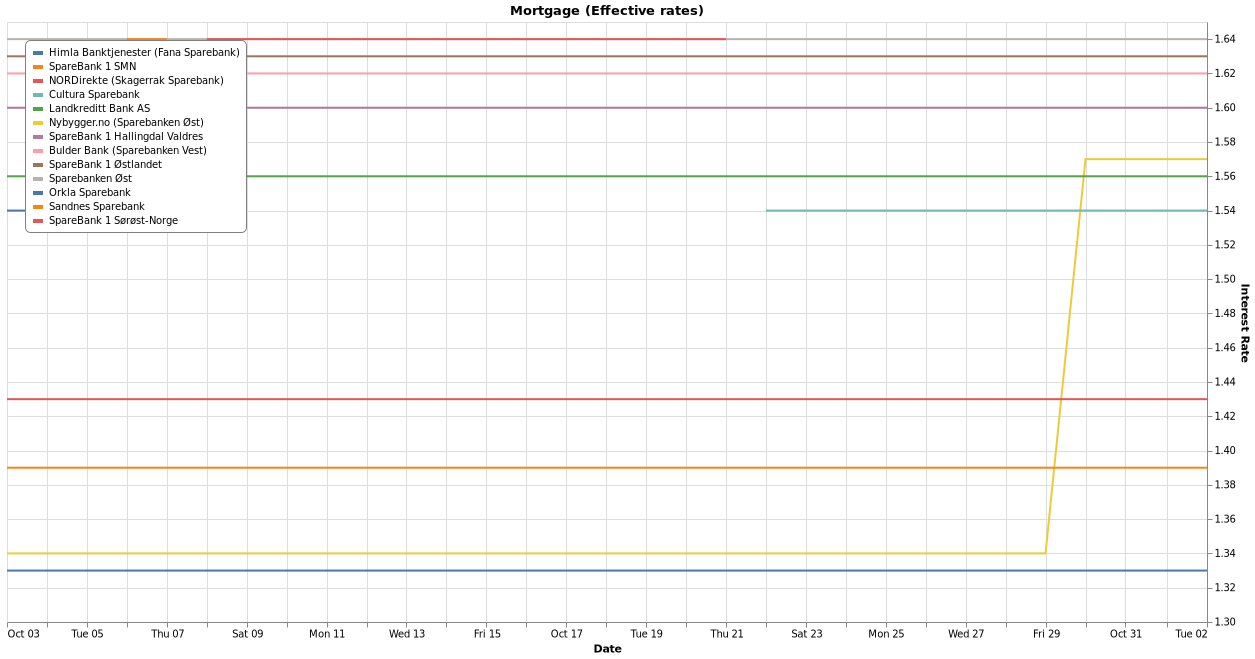 Mortgage (Effective rates)
Himla Banktjenester (Fana Sparebank)
SpareBank 1 SMN
NORDirekte (Skagerrak Sparebank)
Cultura Sparebank
Landkreditt Bank AS
Nybygger.no (Sparebanken Øst)
SpareBank 1 Hallingdal Valdres
Bulder Bank (Sparebanken Vest)
SpareBank 1 Østlandet
Sparebanken Øst
Orkla Sparebank
Sandnes Sparebank
SpareBank 1 Sørøst-Norge
1.64
1.62
1.60
1.58
1.56
1.54
1.52
1.50
1.48
1.46
1.44
1.42
1.40
1.38
1.36
1.34
1.32
1.30
Interest Rate
Oct 03 Tue 05 Thu 07 Sat 09 Mon 11 Wed 13 Fri 15 Oct 17 Tue 19 Thu 21 Sat 23 Mon 25 Wed 27 Fri 29 Oct 31 Tue 02
Date